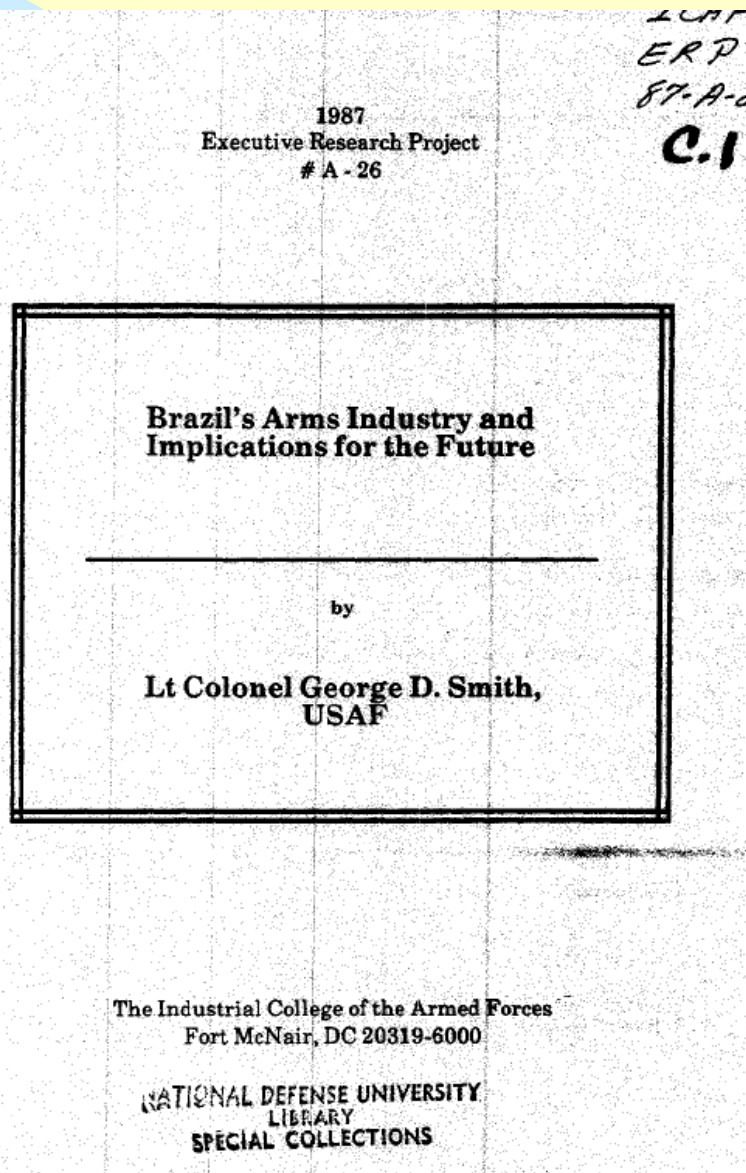 ICAF
ERP
87-A-
C.1
1987
Executive Research Project
# A - 26
Brazil's Arms Industry and
Implications for the Future
by
Lt Colonel George D. Smith,
USAF
The Industrial College of the Armed Forces
Fort McNair, DC 20319-6000
NATIONAL DEFENSE UNIVERSITY
LIBRARY
SPECIAL COLLECTIONS